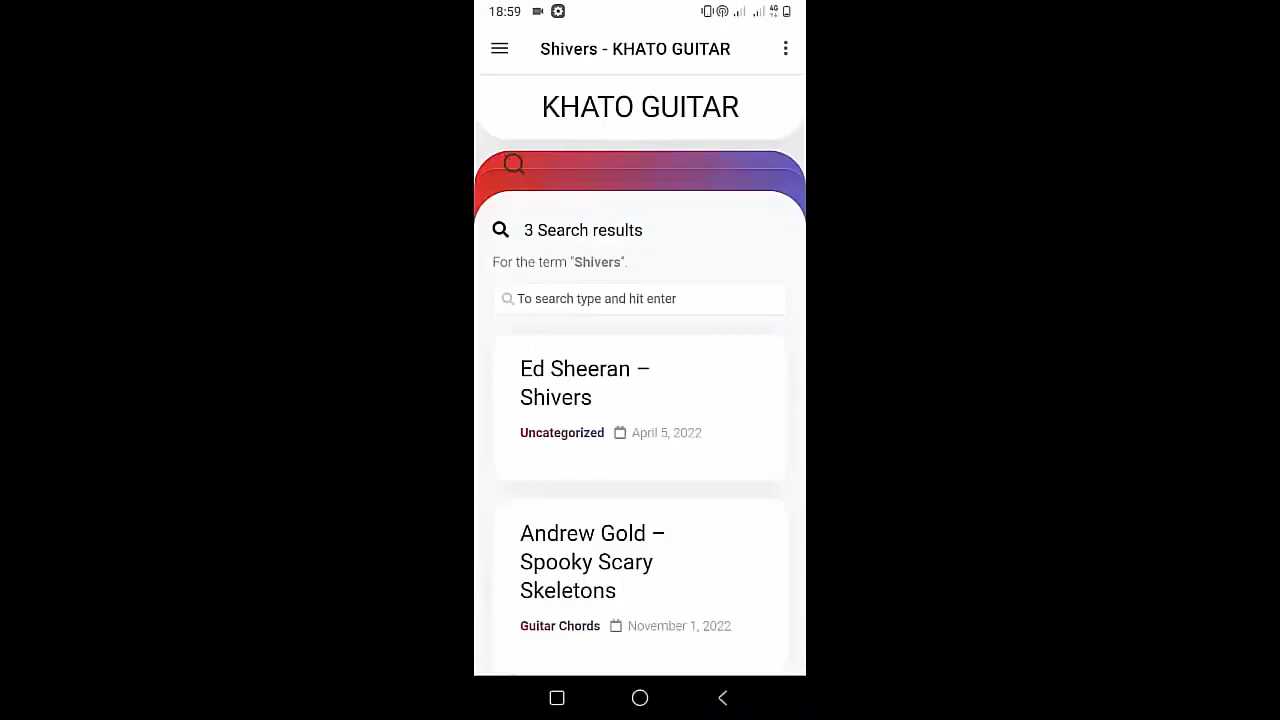 18:59
4G
Shivers - KHATO GUITAR
KHATO GUITAR
3 Search results
For the term "Shivers".
To search type and hit enter
Ed Sheeran –
Shivers
Uncategorized April 5, 2022
Andrew Gold –
Spooky Scary
Skeletons
Guitar Chords November 1, 2022